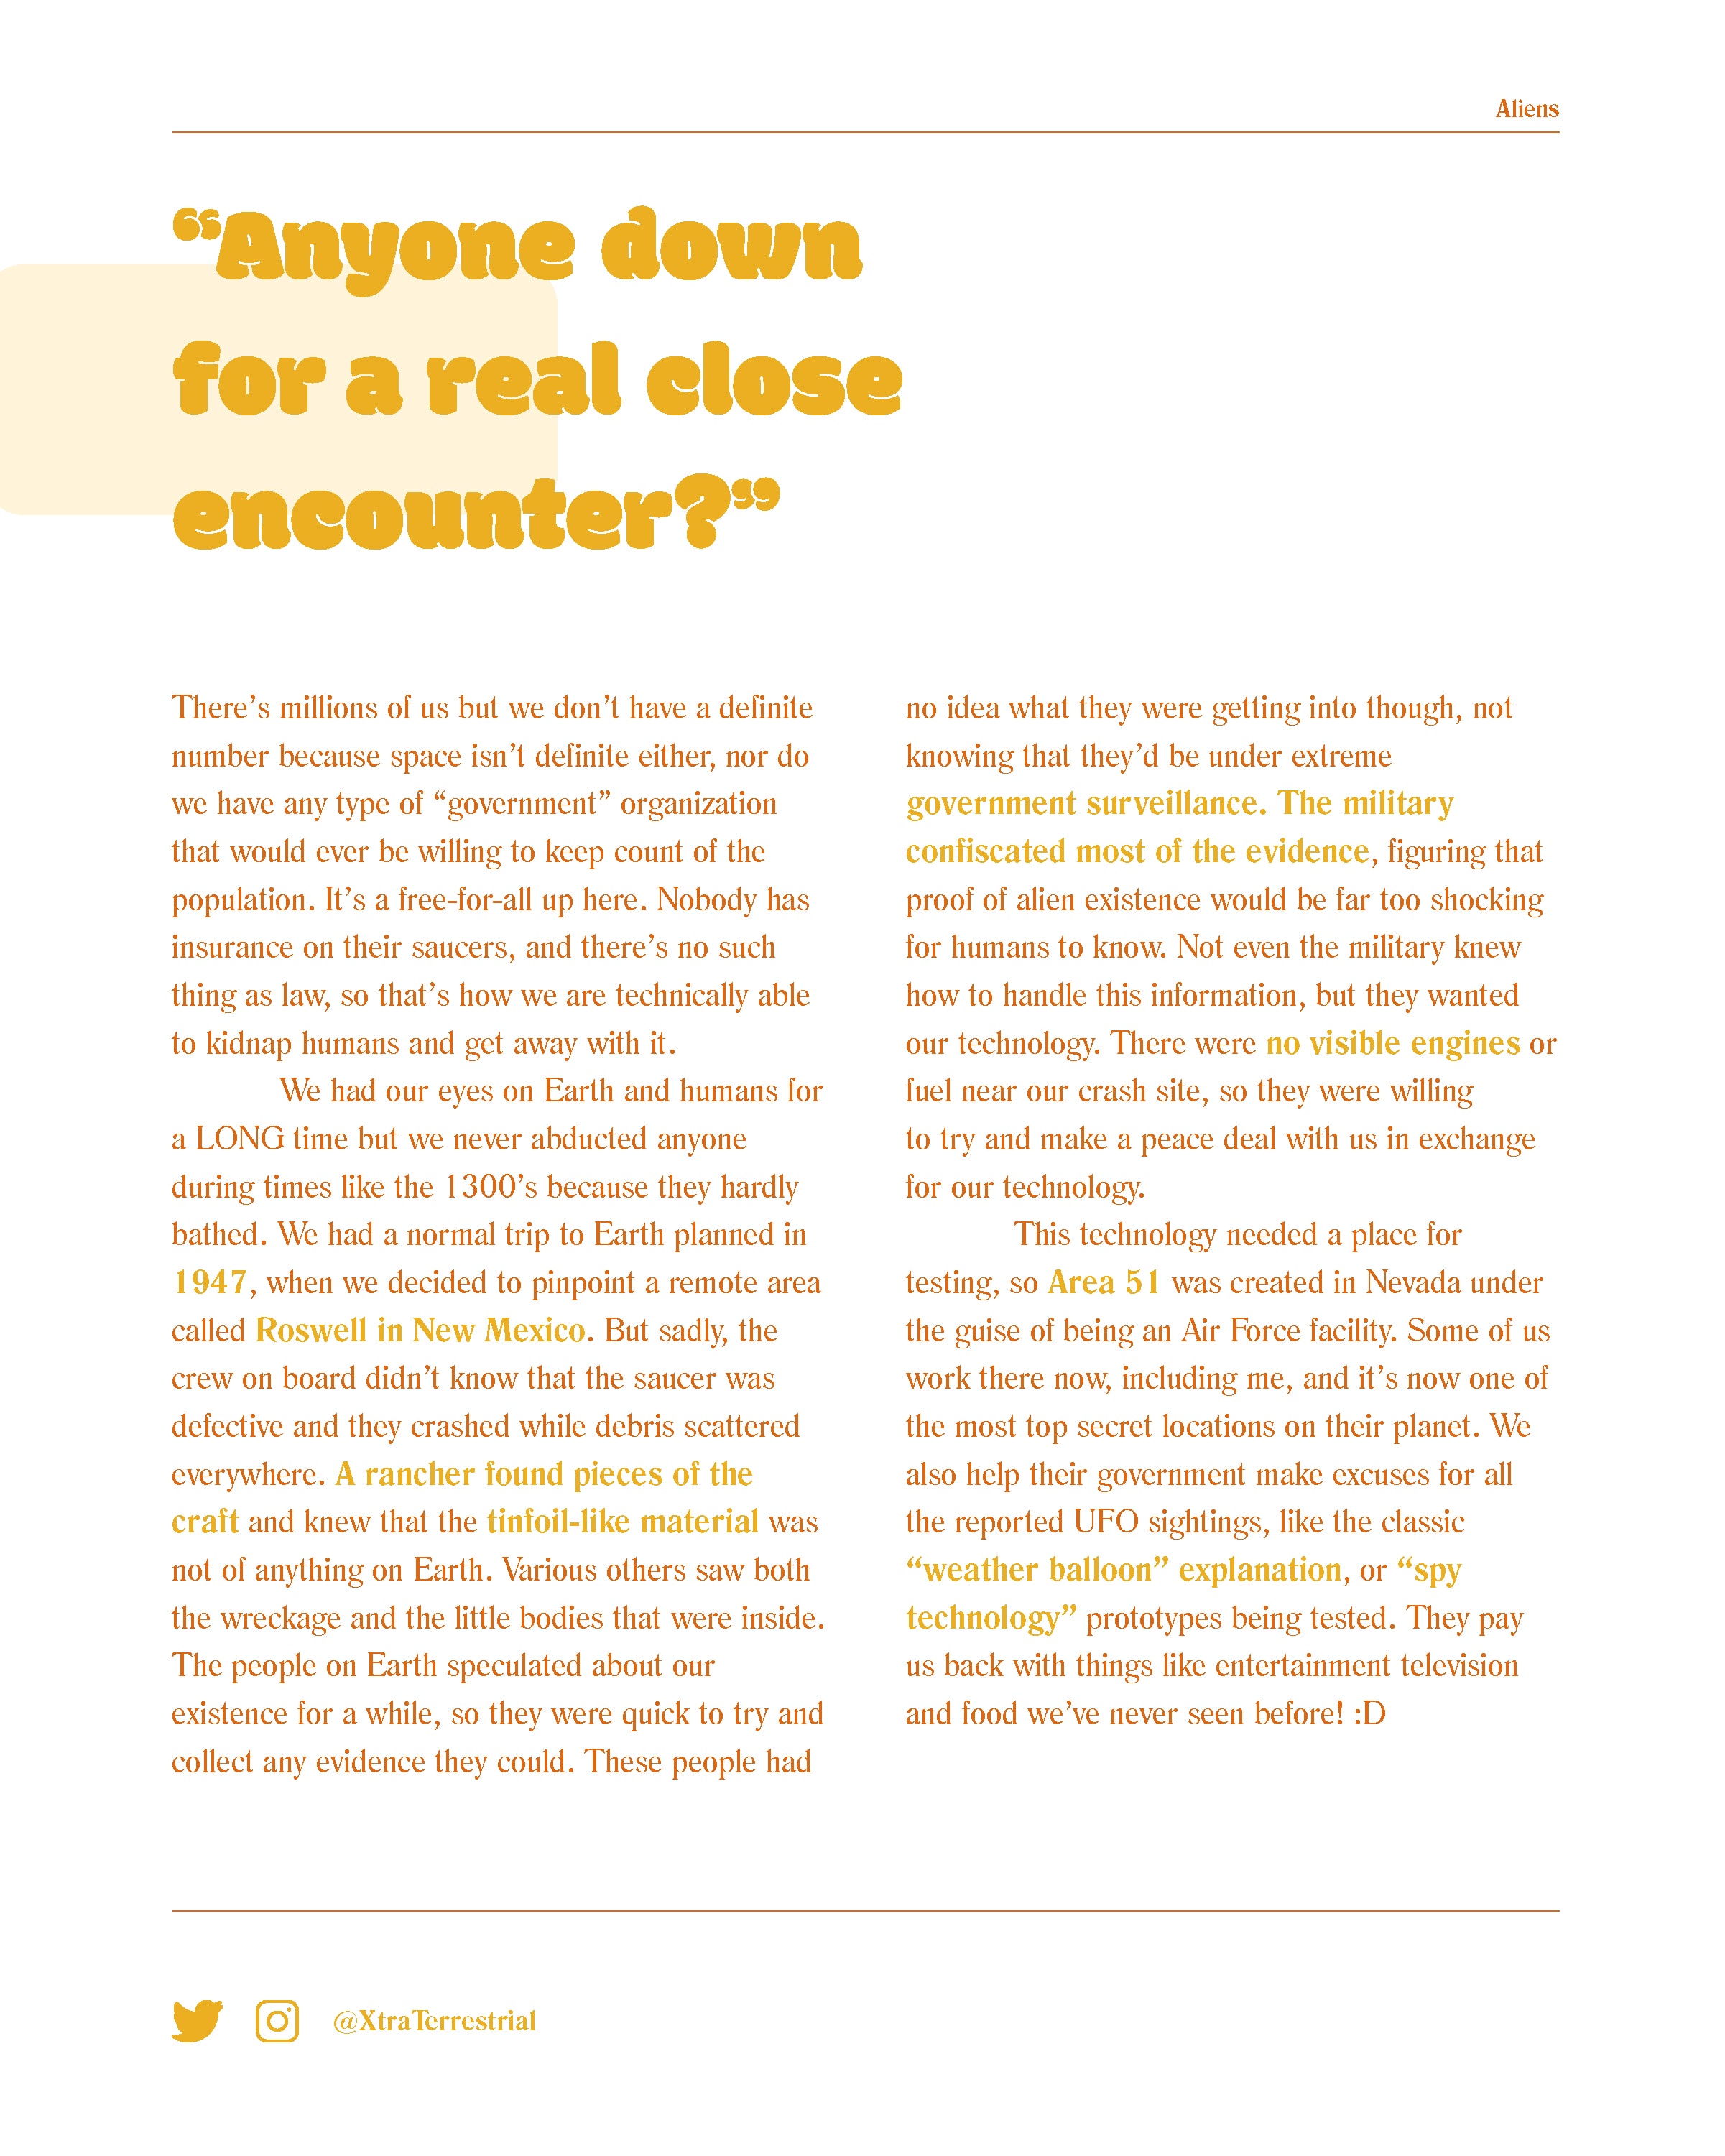 Aliens
“Anyone down
for a real close
encounter?”
There’s millions of us but we don’t have a definite
number because space isn’t definite either, nor do
we have any type of “government” organization
that would ever be willing to keep count of the
population. It’s a free-for-all up here. Nobody has
insurance on their saucers, and there’s no such
thing as law, so that’s how we are technically able
to kidnap humans and get away with it.
We had our eyes on Earth and humans for
a LONG time but we never abducted anyone
during times like the 1300’s because they hardly
bathed. We had a normal trip to Earth planned in
1947, when we decided to pinpoint a remote area
called Roswell in New Mexico. But sadly, the
crew on board didn’t know that the saucer was
defective and they crashed while debris scattered
everywhere. A rancher found pieces of the
craft and knew that the tinfoil-like material was
not of anything on Earth. Various others saw both
the wreckage and the little bodies that were inside.
The people on Earth speculated about our
existence for a while, so they were quick to try and
collect any evidence they could. These people had
no idea what they were getting into though, not
knowing that they’d be under extreme
government surveillance. The military
confiscated most of the evidence, figuring that
proof of alien existence would be far too shocking
for humans to know. Not even the military knew
how to handle this information, but they wanted
our technology. There were no visible engines or
fuel near our crash site, so they were willing
to try and make a peace deal with us in exchange
for our technology.
This technology needed a place for
testing, so Area 51 was created in Nevada under
the guise of being an Air Force facility. Some of us
work there now, including me, and it’s now one of
the most top secret locations on their planet. We
also help their government make excuses for all
the reported UFO sightings, like the classic
“weather balloon” explanation, or “spy
technology” prototypes being tested. They pay
us back with things like entertainment television
and food we’ve never seen before! :D
@XtraTerrestrial